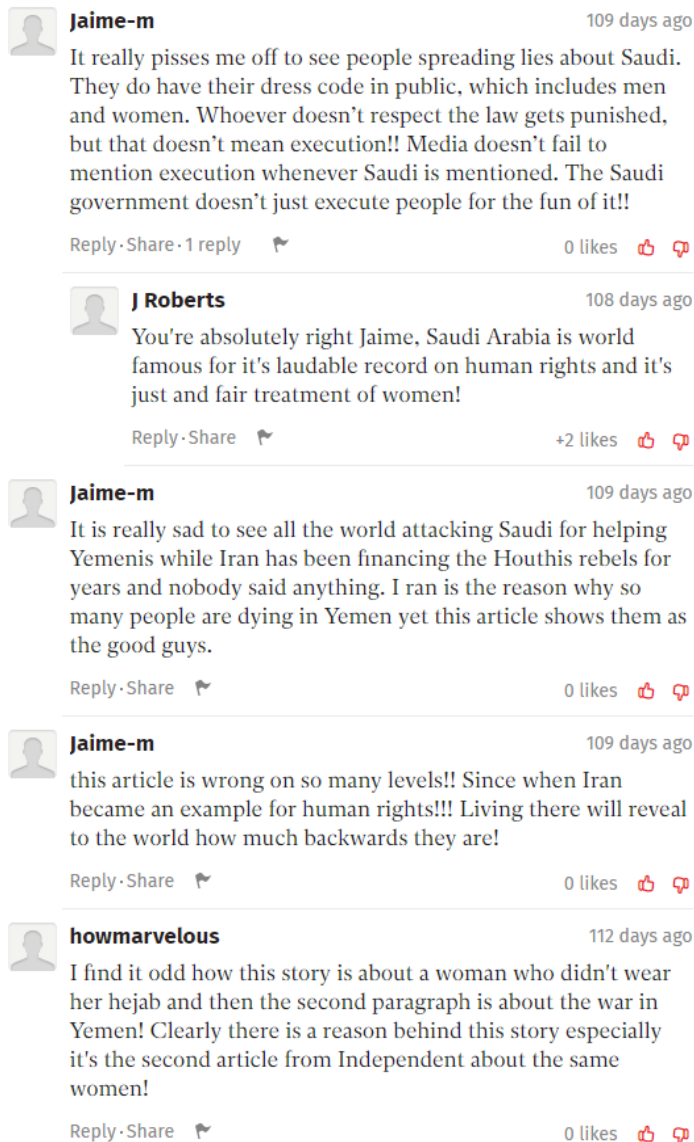 Jaime-m 109 days ago
It really pisses me off to see people spreading lies about Saudi.
They do have their dress code in public, which includes men
and women. Whoever doesn’t respect the law gets punished,
but that doesn’t mean execution!! Media doesn’t fail to
mention execution whenever Saudi is mentioned. The Saudi
government doesn’t just execute people for the fun of it!!
Reply · Share · 1 reply 0 likes
J Roberts 108 days ago
You're absolutely right Jaime, Saudi Arabia is world
famous for it's laudable record on human rights and it's
just and fair treatment of women!
Reply · Share +2 likes
Jaime-m 109 days ago
It is really sad to see all the world attacking Saudi for helping
Yemenis while Iran has been financing the Houthis rebels for
years and nobody said anything. I ran is the reason why so
many people are dying in Yemen yet this article shows them as
the good guys.
Reply · Share 0 likes
Jaime-m 109 days ago
this article is wrong on so many levels!! Since when Iran
became an example for human rights!!! Living there will reveal
to the world how much backwards they are!
Reply · Share 0 likes
howmarvelous 112 days ago
I find it odd how this story is about a woman who didn't wear
her hejab and then the second paragraph is about the war in
Yemen! Clearly there is a reason behind this story especially
it's the second article from Independent about the same
women!
Reply · Share 0 likes